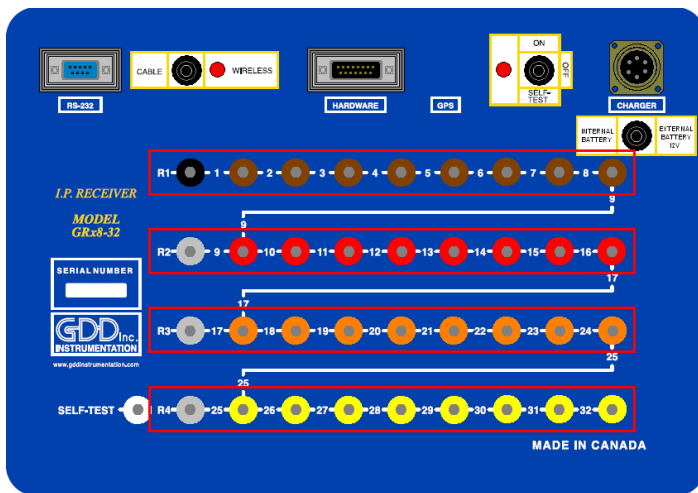 ON
CABLE
WIRELESS
OFF
SELF-
TEST
RS-232
HARDWARE
GPS
CHARGER
INTERNAL
BATTERY
EXTERNAL
BATTERY
12V
R1 1 2 3 4 5 6 7 8
9
I.P. RECEIVER
MODEL
GRx8-32
9
R2 9 10 11 12 13 14 15 16
17
SERIAL NUMBER
17
R3 17 18 19 20 21 22 23 24
GDD Inc.
INSTRUMENTATION
www.gddinstrumentation.com
25
25
SELF-TEST R4 25 26 27 28 29 30 31 32
MADE IN CANADA